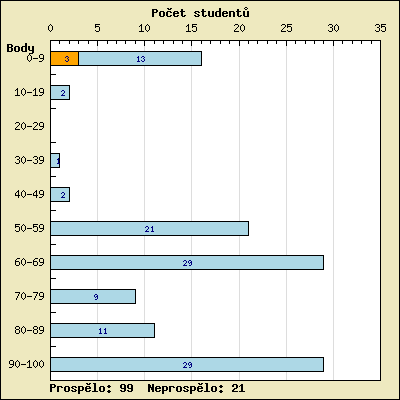 Počet studentů
0 5 10 15 20 25 30 35
Body
0-9 3 13
10-19 2
20-29
30-39 1
40-49 2
50-59 21
60-69 29
70-79 9
80-89 11
90-100 29
Prospělo: 99 Neprospělo: 21